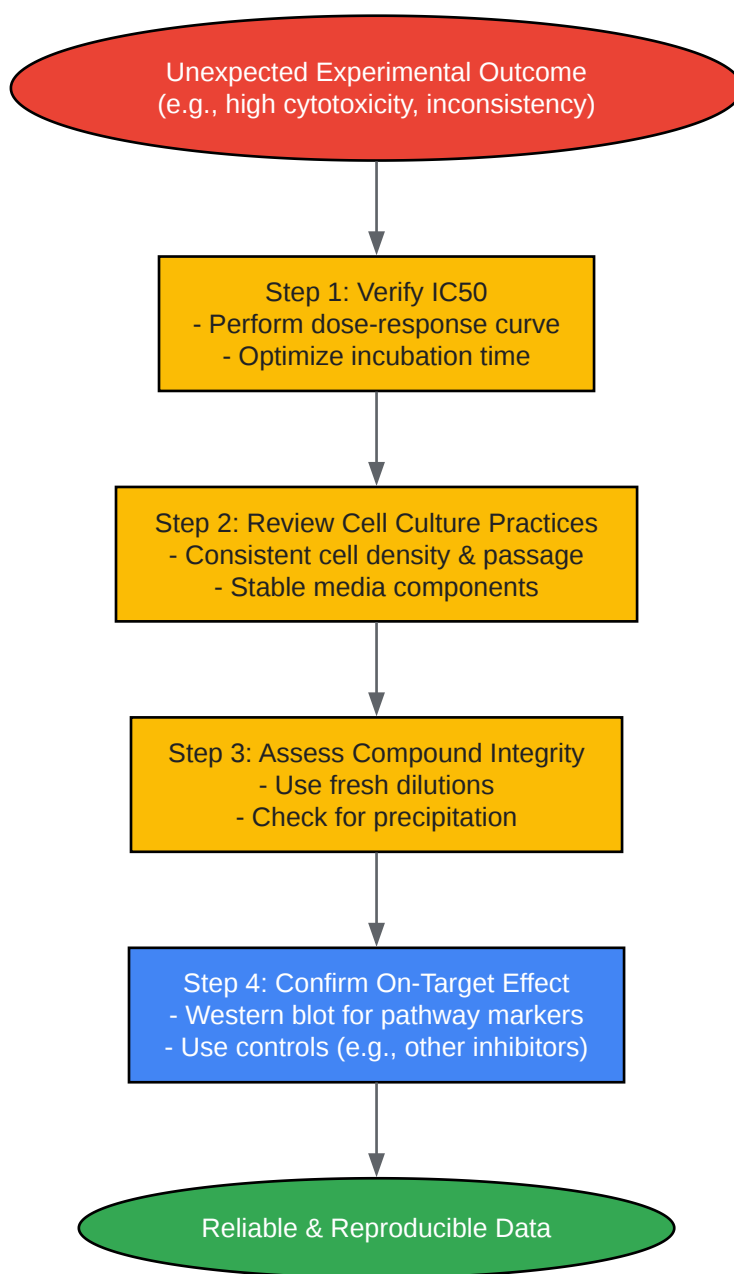 Unexpected Experimental Outcome
(e.g., high cytotoxicity, inconsistency)
Step 1: Verify IC50
- Perform dose-response curve
- Optimize incubation time
Step 2: Review Cell Culture Practices
- Consistent cell density & passage
- Stable media components
Step 3: Assess Compound Integrity
- Use fresh dilutions
- Check for precipitation
Step 4: Confirm On-Target Effect
- Western blot for pathway markers
- Use controls (e.g., other inhibitors)
Reliable & Reproducible Data